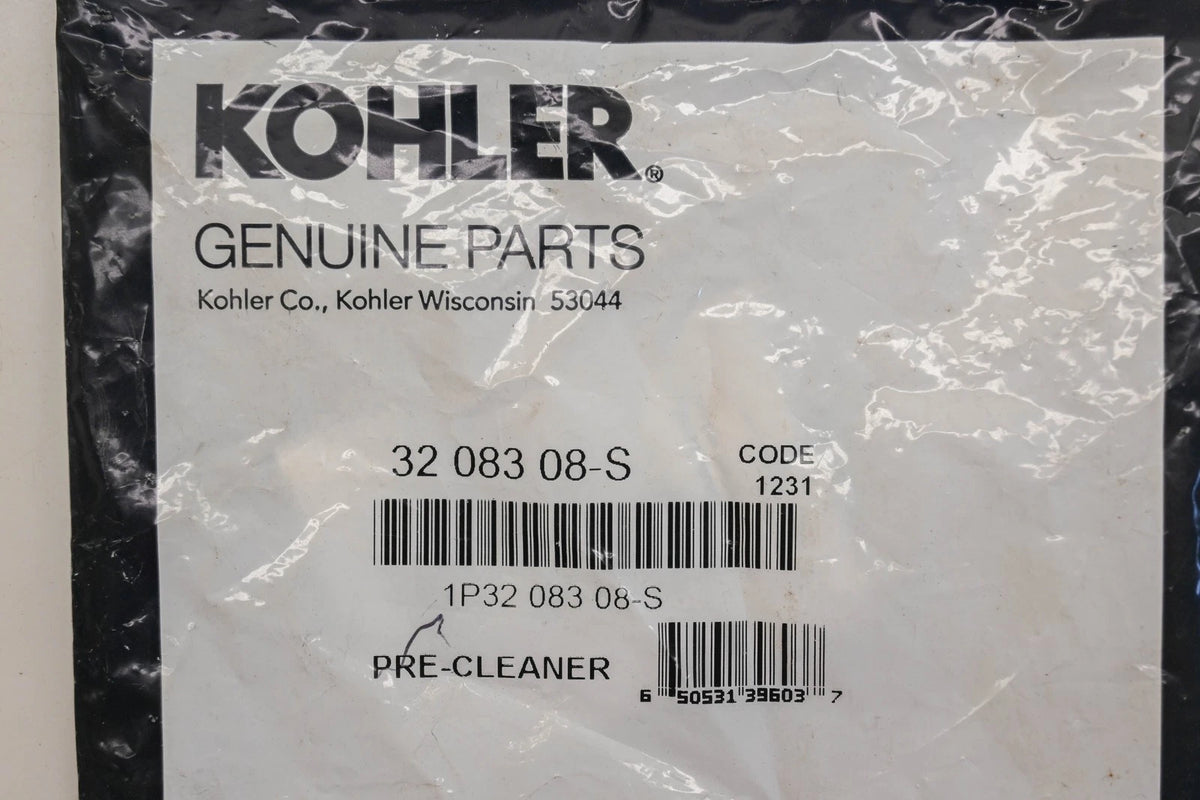 KOHLER®
GENUINE PARTS
Kohler Co., Kohler Wisconsin 53044
32 083 08-S
CODE
1231
1P32 083 08-S
PRE-CLEANER
6 50531 39603 7